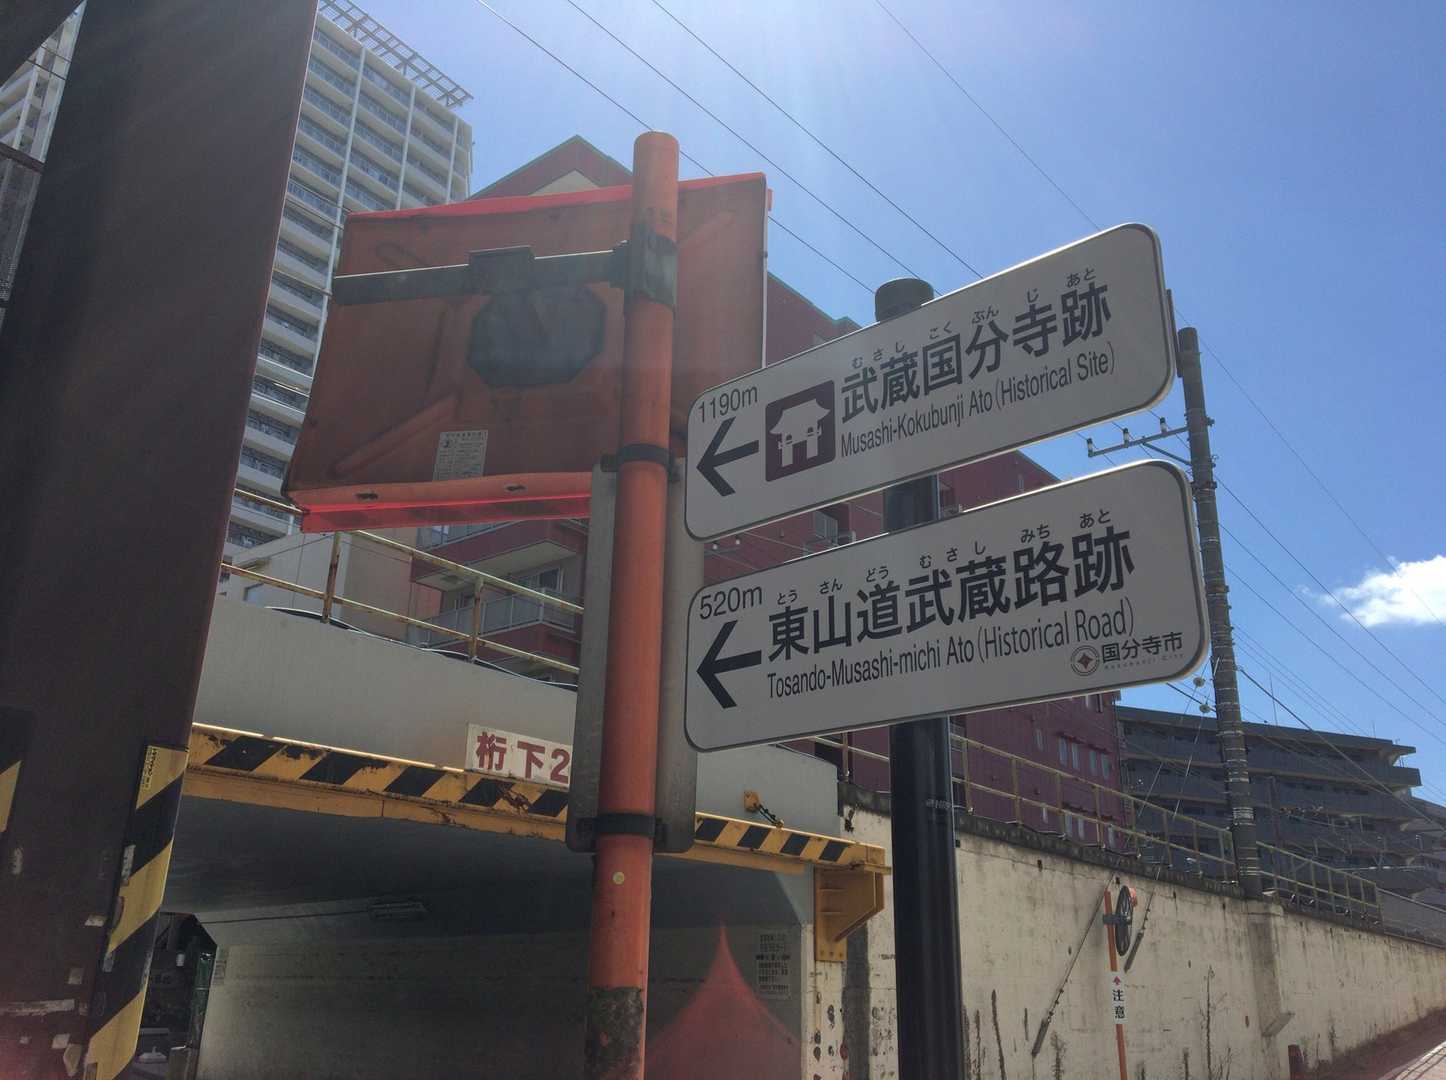 1190m
む さ し こく ぶん じ あと
武蔵国分寺跡
Musashi-Kokubunji Ato (Historical Site)
520m
とう さん どう む さ し みち あと
東山道武蔵路跡
Tosando-Musashi-michi Ato (Historical Road)
国分寺市
Kokubunji City
桁下2
注意